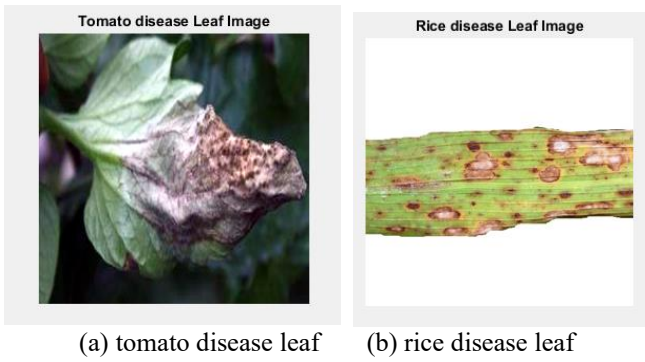 Tomato disease Leaf Image
Rice disease Leaf Image
(a) tomato disease leaf (b) rice disease leaf